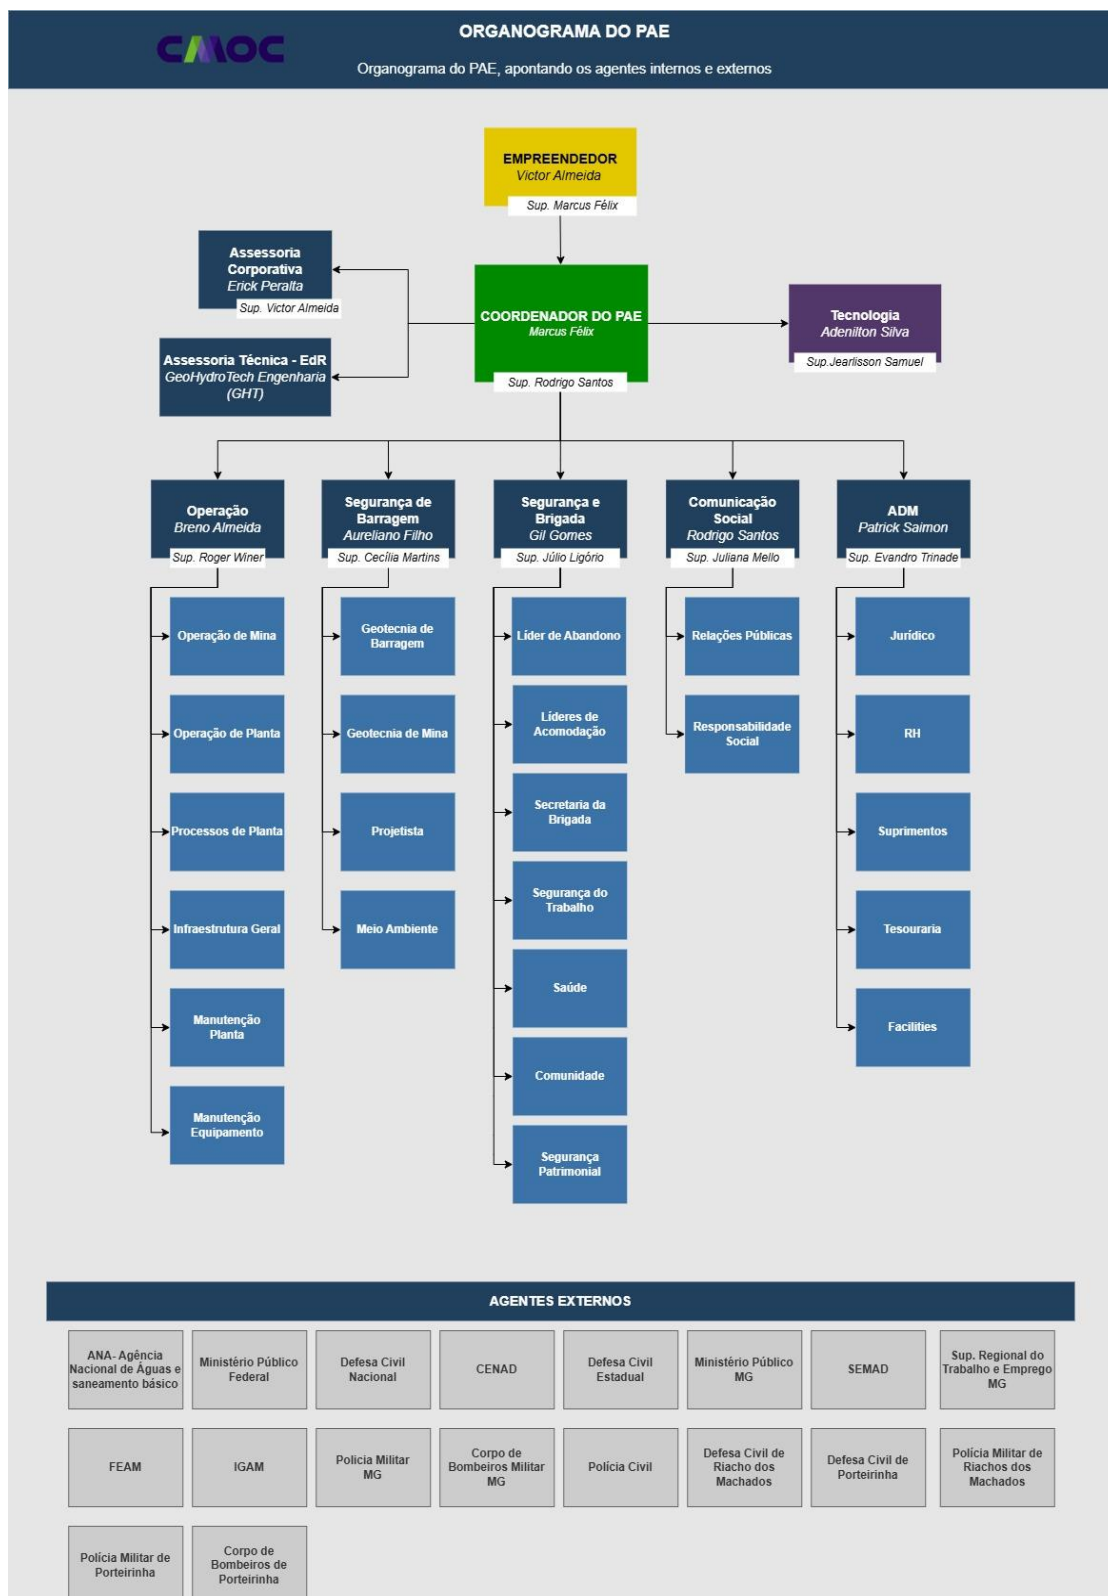 CMOC
ORGANOGRAMA DO PAE
Organograma do PAE, apontando os agentes internos e externos
EMPREENDEDOR
Victor Almeida
Sup. Marcus Félix
Assessoria
Corporativa
Erick Peralta
Sup. Victor Almeida
COORDENADOR DO PAE
Marcus Félix
Sup. Rodrigo Santos
Tecnologia
Adenilton Silva
Sup.Jearlisson Samuel
Assessoria Técnica - EdR
GeoHydroTech Engenharia
(GHT)
Operação
Breno Almeida
Sup. Roger Winer
Segurança de
Barragem
Aureliano Filho
Sup. Cecília Martins
Segurança e
Brigada
Gil Gomes
Sup. Júlio Ligório
Comunicação
Social
Rodrigo Santos
Sup. Juliana Mello
ADM
Patrick Saimon
Sup. Evandro Trinade
Operação de Mina
Operação de Planta
Processos de Planta
Infraestrutura Geral
Manutenção
Planta
Manutenção
Equipamento
Geotecnia de
Barragem
Geotecnia de Mina
Projetista
Meio Ambiente
Líder de Abandono
Líderes de
Acomodação
Secretaria da
Brigada
Segurança do
Trabalho
Saúde
Comunidade
Segurança
Patrimonial
Relações Públicas
Responsabilidade
Social
Jurídico
RH
Suprimentos
Tesouraria
Facilities
AGENTES EXTERNOS
ANA- Agência
Nacional de Águas e
saneamento básico
Ministério Público
Federal
Defesa Civil
Nacional
CENAD
Defesa Civil
Estadual
Ministério Público
MG
SEMAD
Sup. Regional do
Trabalho e Emprego
MG
FEAM
IGAM
Policia Militar
MG
Corpo de
Bombeiros Militar
MG
Polícia Civil
Defesa Civil de
Riacho dos
Machados
Defesa Civil de
Porteirinha
Polícia Militar de
Riachos dos
Machados
Polícia Militar de
Porteirinha
Corpo de
Bombeiros de
Porteirinha